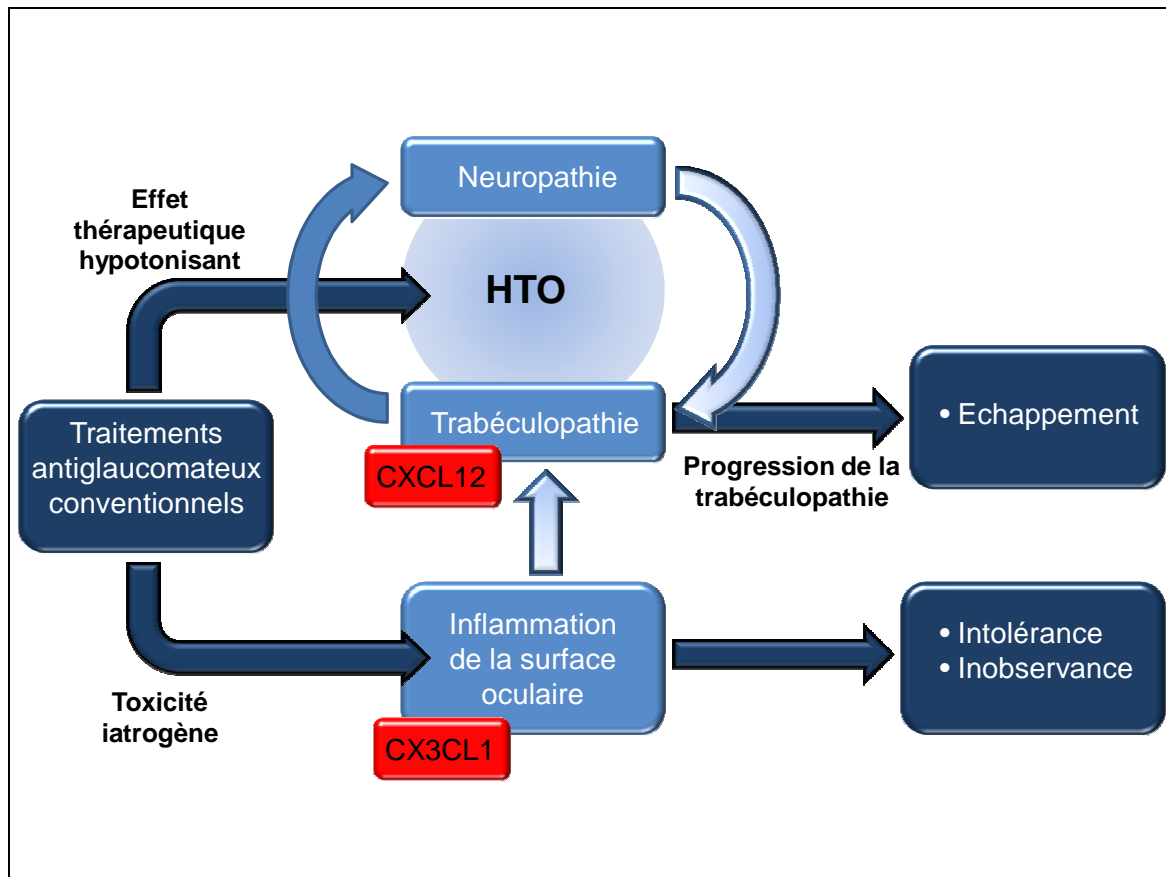 Neuropathie
Effet
thérapeutique
hypotonisant
HTO
Traitements
antiglaucomateux
conventionnels
Trabéculopathie
CXCL12
Progression de la
trabéculopathie
• Echappement
Inflammation
de la surface
oculaire
CX3CL1
Toxicité
iatrogène
• Intolérance
• Inobservance